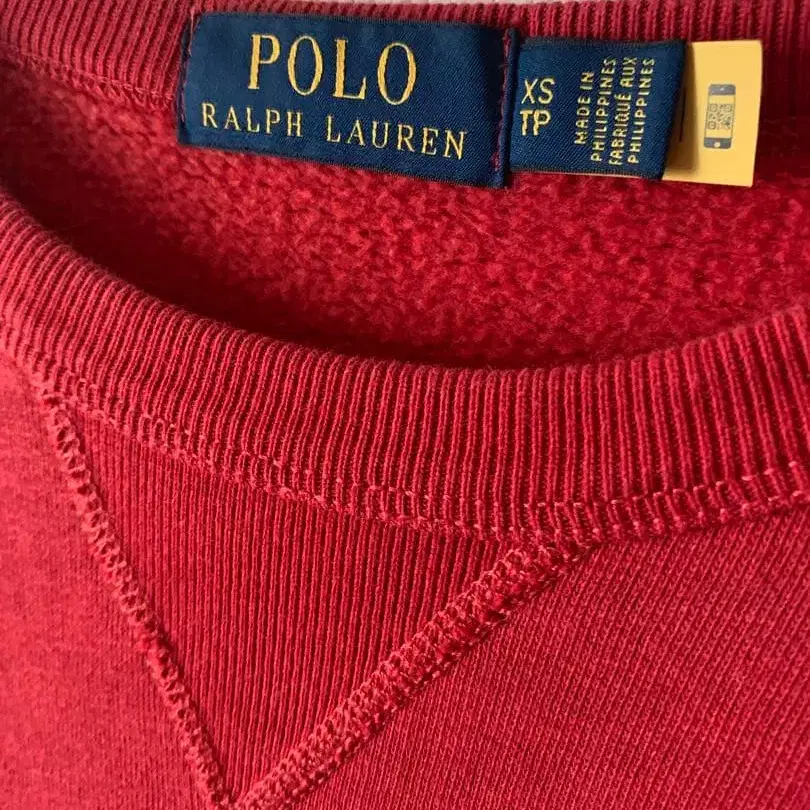 POLO
RALPH LAUREN
XS
TP
MADE IN
PHILIPPINES
FABRIQUÉ AUX
PHILIPPINES